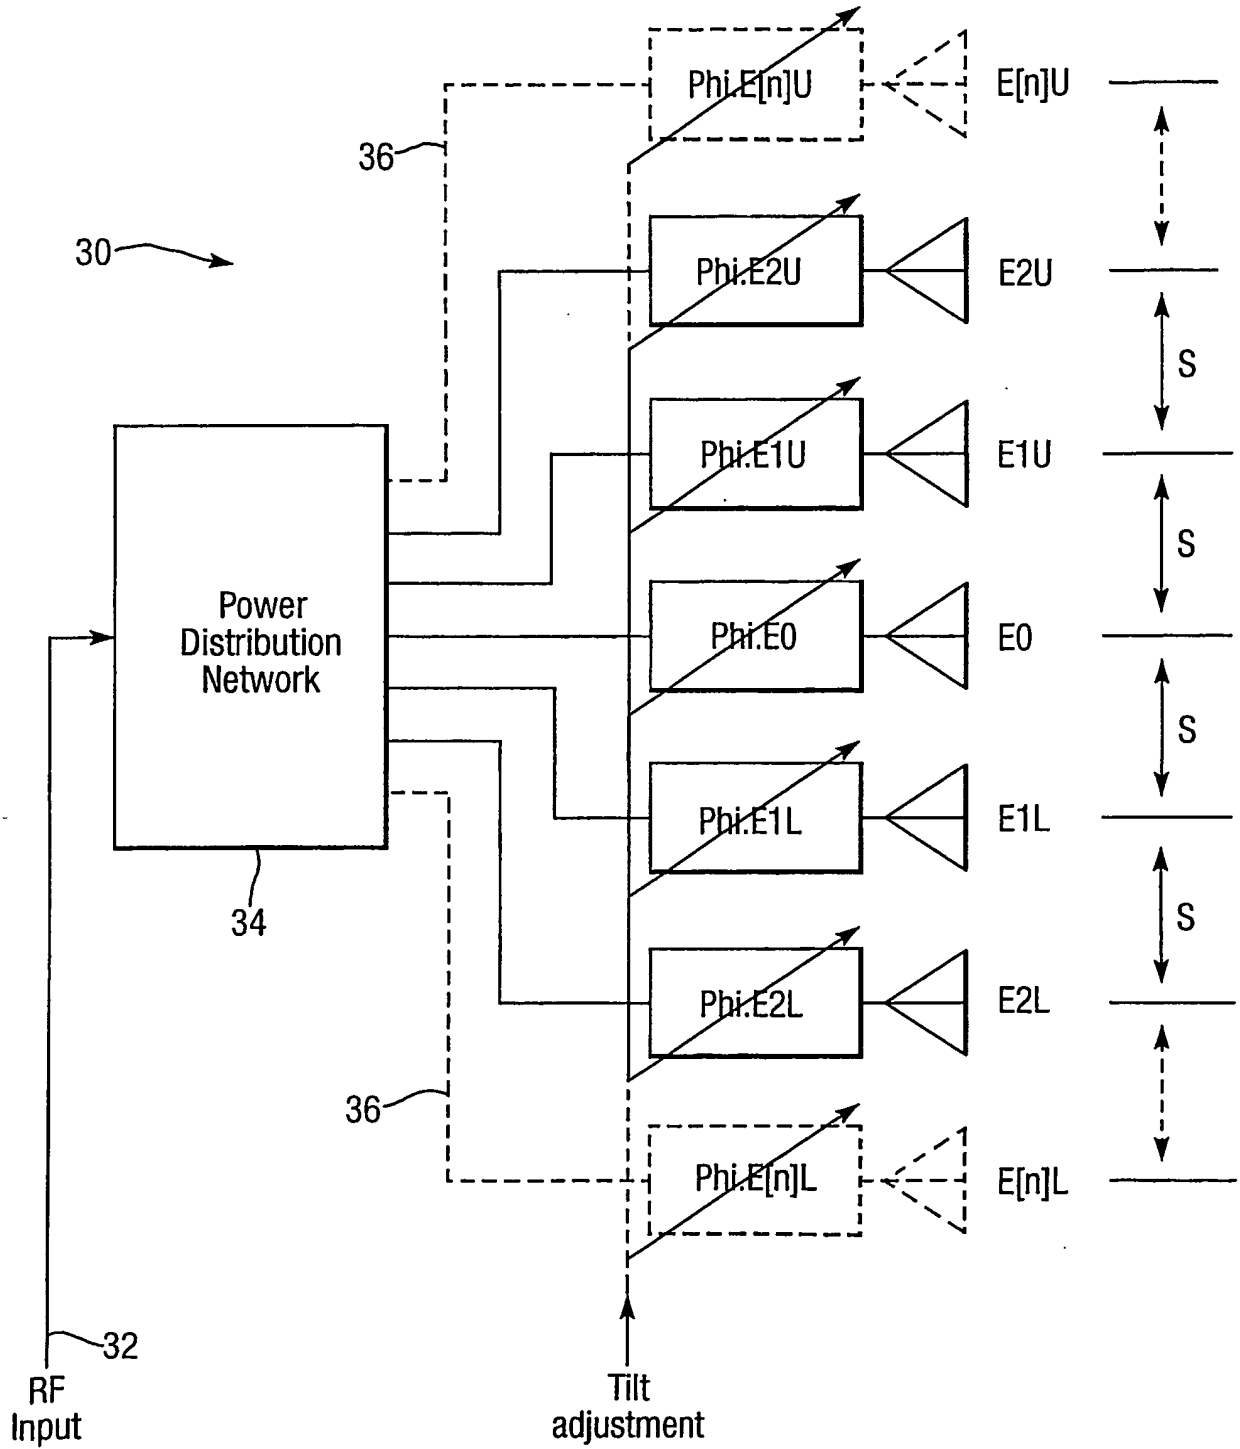 Phi.E[n]U
E[n]U
36
30
Phi.E2U
E2U
S
Phi.E1U
E1U
S
Power
Distribution
Network
Phi.E0
E0
S
Phi.E1L
E1L
34
S
Phi.E2L
E2L
36
Phi.E[n]L
E[n]L
32
RF
Input
Tilt
adjustment